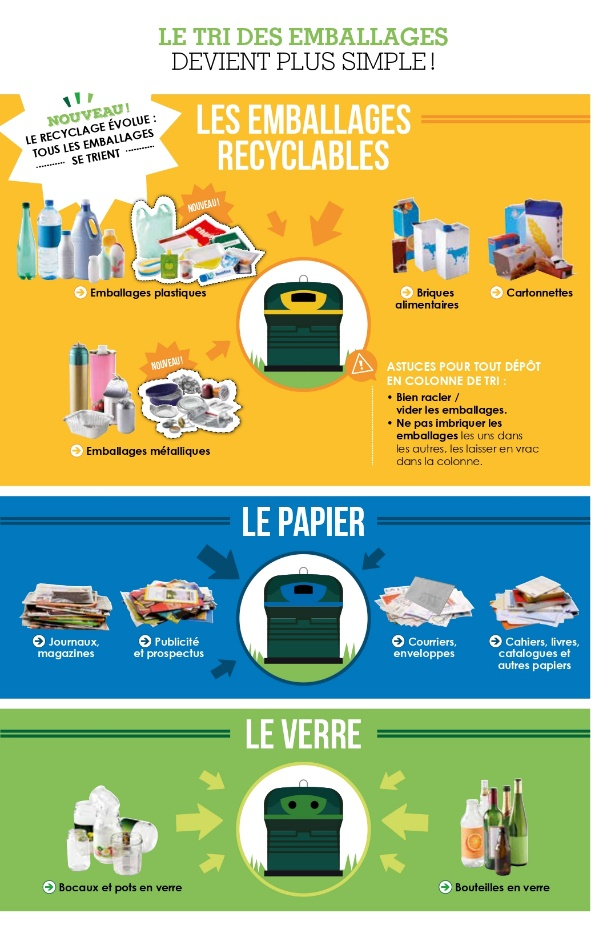 LE TRI DES EMBALLAGES
DEVIENT PLUS SIMPLE !
NOUVEAU !
LE RECYCLAGE ÉVOLUE :
TOUS LES EMBALLAGES
SE TRIENT
LES EMBALLAGES
RECYCLABLES
NOUVEAU !
Emballages plastiques
Briques
alimentaires
Cartonnettes
NOUVEAU !
Emballages métalliques
ASTUCES POUR TOUT DÉPÔT
EN COLONNE DE TRI :
• Bien racler /
vider les emballages.
• Ne pas imbriquer les
emballages les uns dans
les autres, les laisser en vrac
dans la colonne.
LE PAPIER
Journaux,
magazines
Publicité
et prospectus
Courriers,
enveloppes
Cahiers, livres,
catalogues et
autres papiers
LE VERRE
Bocaux et pots en verre
Bouteilles en verre